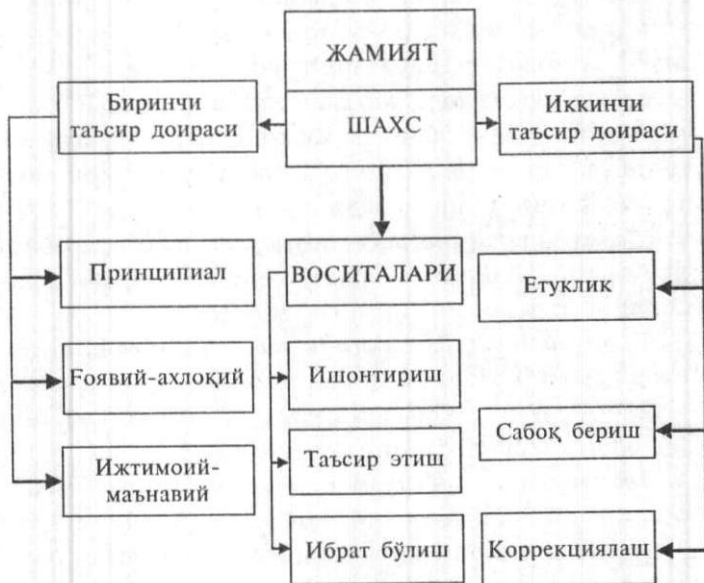 ЖАМИЯТ
Биринчи
таъсир доираси
ШАХС
Иккинчи
таъсир доираси
Принципиал
ВОСИТАЛАРИ
Етуклик
Ғоявий-ахлоқий
Ишонтириш
Сабоқ бериш
Ижтимоий-
маънавий
Таъсир этиш
Ибрат бўлиш
Коррекциялаш